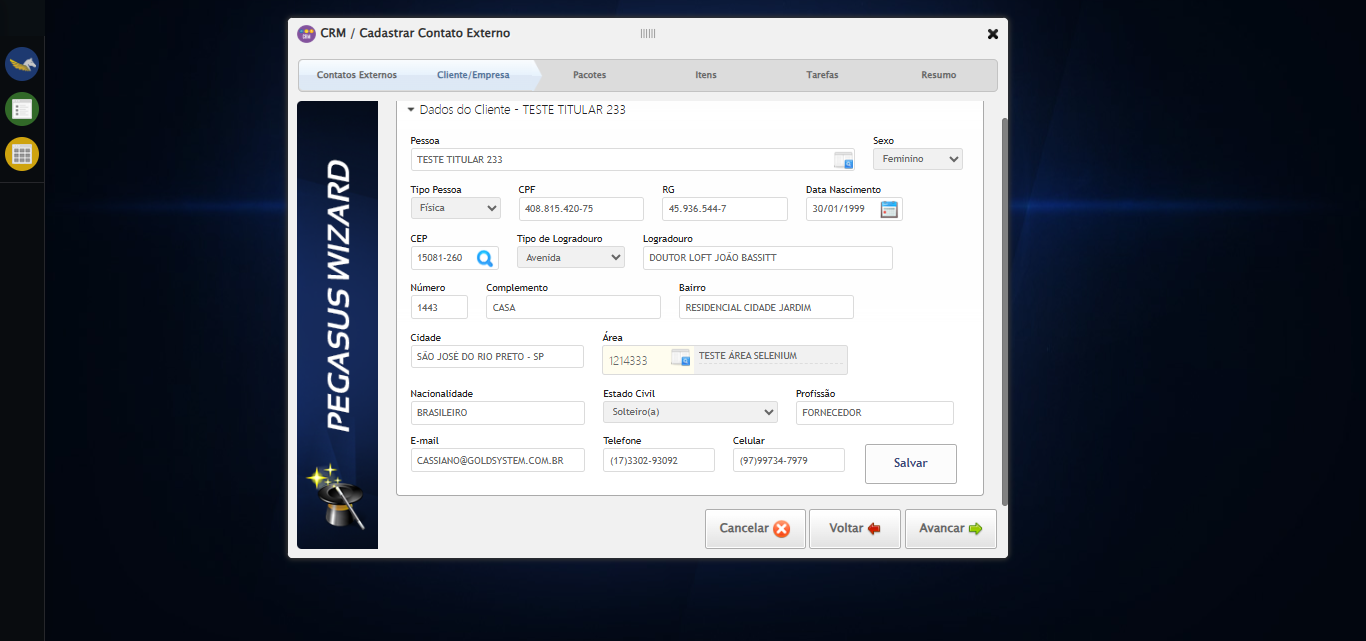 CRM / Cadastrar Contato Externo
Contatos Externos Cliente/Empresa Pacotes Itens Tarefas Resumo
PEGASUS WIZARD
Dados do Cliente - TESTE TITULAR 233
Pessoa Sexo
TESTE TITULAR 233 Feminino
Tipo Pessoa CPF RG Data Nascimento
Física 408.815.420-75 45.936.544-7 30/01/1999
CEP Tipo de Logradouro Logradouro
15081-260 Avenida DOUTOR LOFT JOÃO BASSITT
Número Complemento Bairro
1443 CASA RESIDENCIAL CIDADE JARDIM
Cidade Área
SÃO JOSÉ DO RIO PRETO - SP 1214333 TESTE ÁREA SELENIUM
Nacionalidade Estado Civil Profissão
BRASILEIRO Solteiro(a) FORNECEDOR
E-mail Telefone Celular
CASSIANO@GOLDSYSTEM.COM.BR (17)3302-93092 (97)99734-7979 Salvar
Cancelar Voltar Avancar